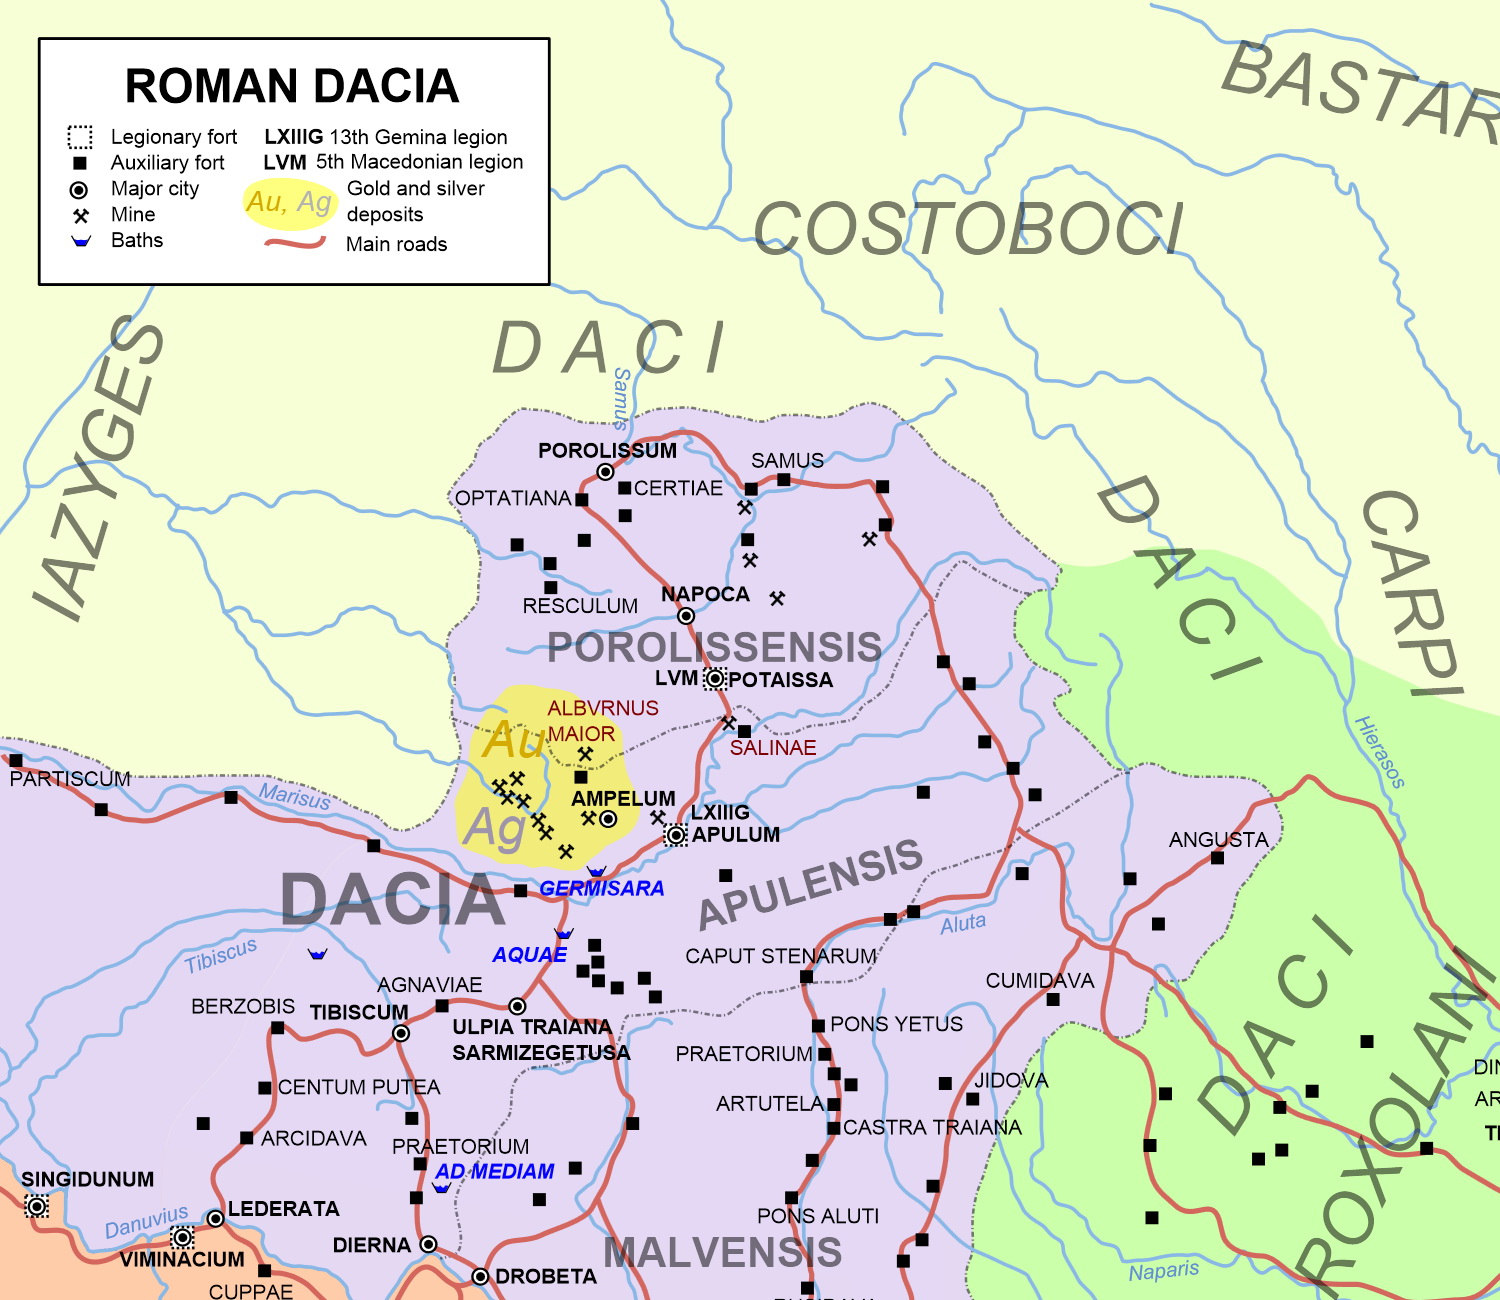 ROMAN DACIA
Legionary fort
LXIIIG 13th Gemina legion
Auxiliary fort
LVM 5th Macedonian legion
Major city
Au, Ag
Gold and silver
deposits
Mine
Baths
Main roads
BASTAR
COSTOBOCI
DACI
IAZYGES
Samus
POROLISSUM
SAMUS
OPTATIANA
CERTIAE
DACI
CARPI
RESCULUM
NAPOCA
POROLISSENSIS
LVM
POTAISSA
ALBVRNUS
MAIOR
Au
SALINAE
Hierasos
PARTISCUM
Marisus
AMPELUM
Ag
LXIIIG
APULUM
ANGUSTA
GERMISARA
DACIA
APULENSIS
Aluta
Tibiscus
AQUAE
CAPUT STENARUM
DACI
AGNAVIAE
CUMIDAVA
BERZOBIS
TIBISCUM
ULPIA TRAIANA
SARMIZEGETUSA
PONS YETUS
PRAETORIUM
ROXOLANI
DIN
AR
CENTUM PUTEA
JIDOVA
ARTUTELA
CASTRA TRAIANA
ARCIDAVA
PRAETORIUM
AD MEDIAM
SINGIDUNUM
LEDERATA
Danuvius
PONS ALUTI
VIMINACIUM
DIERNA
MALVENSIS
DROBETA
Naparis
CUPPAE